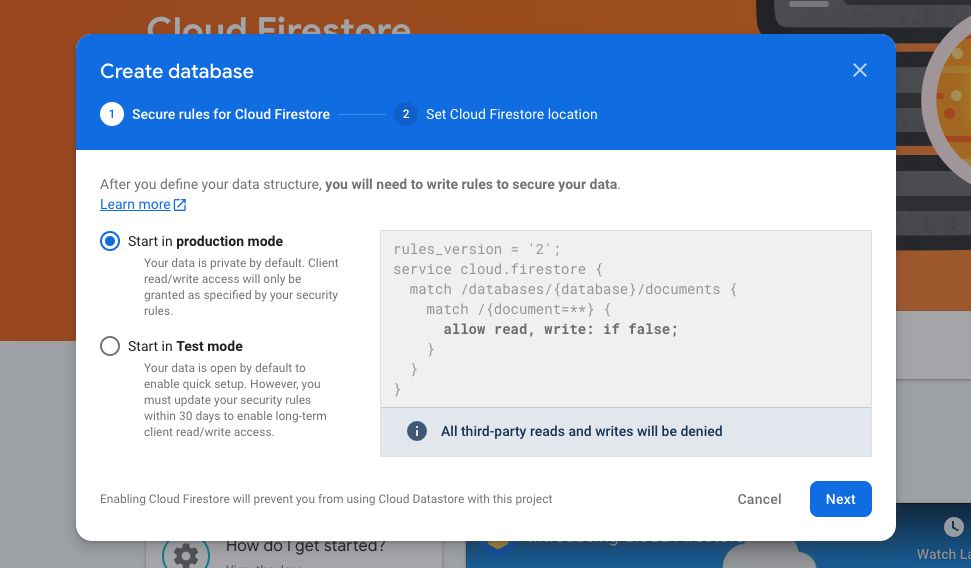 Cloud Firestore
Create database
1 Secure rules for Cloud Firestore
2 Set Cloud Firestore location
After you define your data structure, you will need to write rules to secure your data.
Learn more
Start in production mode
Your data is private by default. Client
read/write access will only be
granted as specified by your security
rules.
Start in Test mode
Your data is open by default to
enable quick setup. However, you
must update your security rules
within 30 days to enable long-term
client read/write access.
rules_version = '2';
service cloud.firestore {
  match /databases/{database}/documents {
    match /{document=**} {
      allow read, write: if false;
    }
  }
}
All third-party reads and writes will be denied
Enabling Cloud Firestore will prevent you from using Cloud Datastore with this project
Cancel
Next
How do I get started?
Cloud Firestore
Watch La